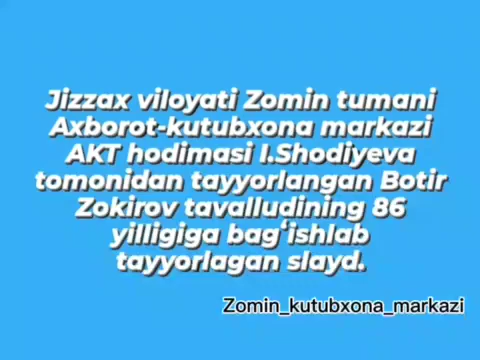 Jizzax viloyati Zomin tumani
Axborot-kutubxona markazi
AKT hodimasi I.Shodiyeva
tomonidan tayyorlangan Botir
Zokirov tavalludining 86
yilligiga bag‘ishlab
tayyorlagan slayd.
Zomin_kutubxona_markazi